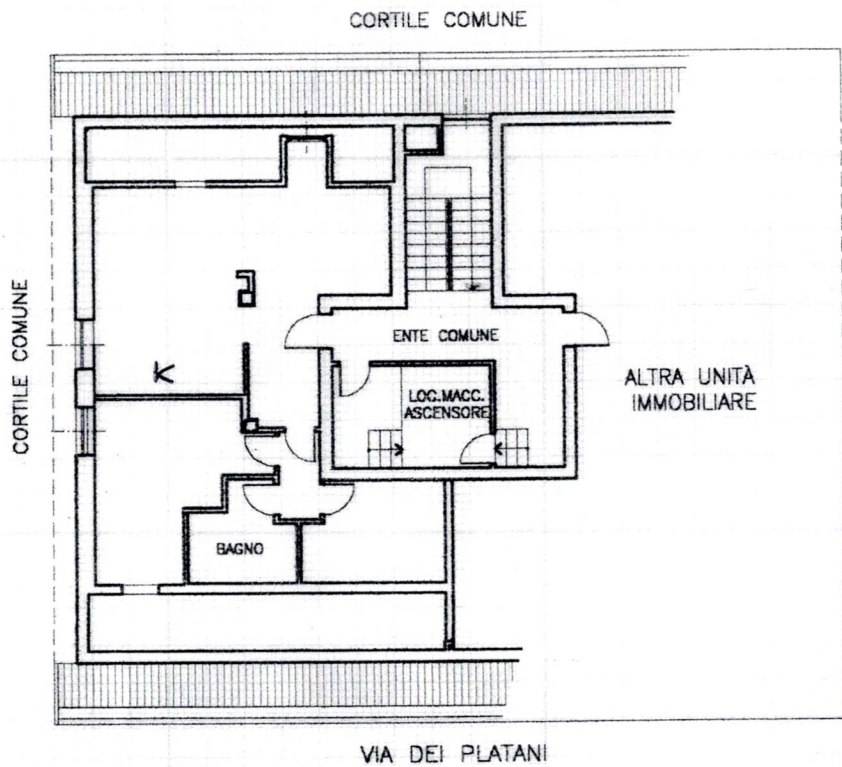 CORTILE COMUNE
CORTILE COMUNE
ENTE COMUNE
LOC.MACC.
ASCENSORE
ALTRA UNITÀ
IMMOBILIARE
K
BAGNO
VIA DEI PLATANI